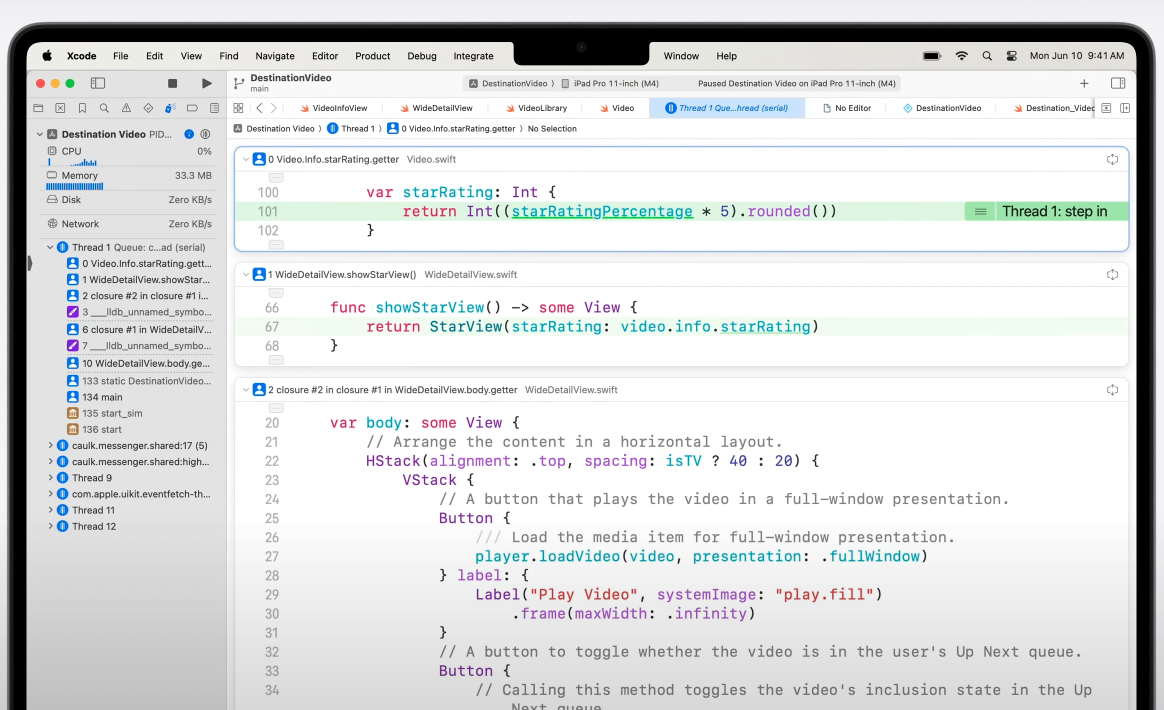 Xcode File Edit View Find Navigate Editor Product Debug Integrate Window Help Mon Jun 10 9:41 AM
DestinationVideo
main
DestinationVideo 〉 iPad Pro 11-inch (M4) Paused Destination Video on iPad Pro 11-inch (M4)
VideoInfoView WideDetailView VideoLibrary Video Thread 1 Que...hread (serial) No Editor DestinationVideo Destination_Video
Destination Video 〉 Thread 1 〉 0 Video.Info.starRating.getter 〉 No Selection
Destination Video PID...
CPU 0%
Memory 33.3 MB
Disk Zero KB/s
Network Zero KB/s
Thread 1 Queue: c...ad (serial)
0 Video.Info.starRating.gett...
1 WideDetailView.showStar...
2 closure #2 in closure #1 i...
3 ___lldb_unnamed_symbo...
6 closure #1 in WideDetailV...
7 ___lldb_unnamed_symbo...
10 WideDetailView.body.ge...
133 static DestinationVideo...
134 main
135 start_sim
136 start
caulk.messenger.shared:17 (5)
caulk.messenger.shared:high...
Thread 9
com.apple.uikit.eventfetch-th...
Thread 11
Thread 12
0 Video.Info.starRating.getter Video.swift
100 var starRating: Int {
101 return Int((starRatingPercentage * 5).rounded()) Thread 1: step in
102 }
1 WideDetailView.showStarView() WideDetailView.swift
66 func showStarView() -> some View {
67 return StarView(starRating: video.info.starRating)
68 }
2 closure #2 in closure #1 in WideDetailView.body.getter WideDetailView.swift
20 var body: some View {
21 // Arrange the content in a horizontal layout.
22 HStack(alignment: .top, spacing: isTV ? 40 : 20) {
23 VStack {
24 // A button that plays the video in a full-window presentation.
25 Button {
26 /// Load the media item for full-window presentation.
27 player.loadVideo(video, presentation: .fullWindow)
28 } label: {
29 Label("Play Video", systemImage: "play.fill")
30 .frame(maxWidth: .infinity)
31 }
32 // A button to toggle whether the video is in the user's Up Next queue.
33 Button {
34 // Calling this method toggles the video's inclusion state in the Up
Next queue.